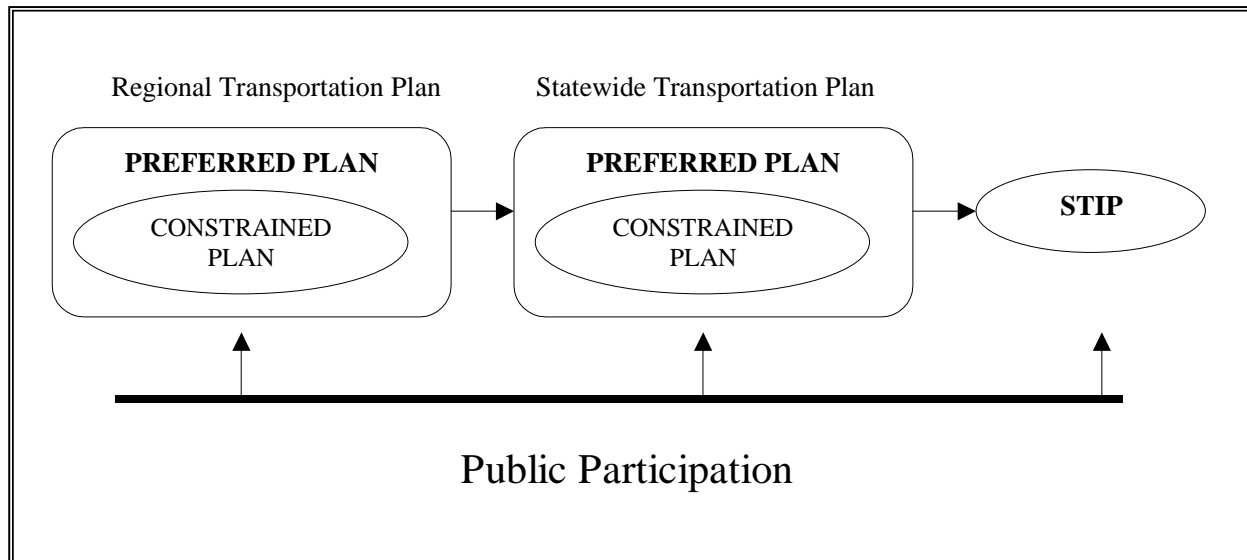 Regional Transportation Plan
Statewide Transportation Plan
PREFERRED PLAN
CONSTRAINED
PLAN
PREFERRED PLAN
CONSTRAINED
PLAN
STIP
Public Participation